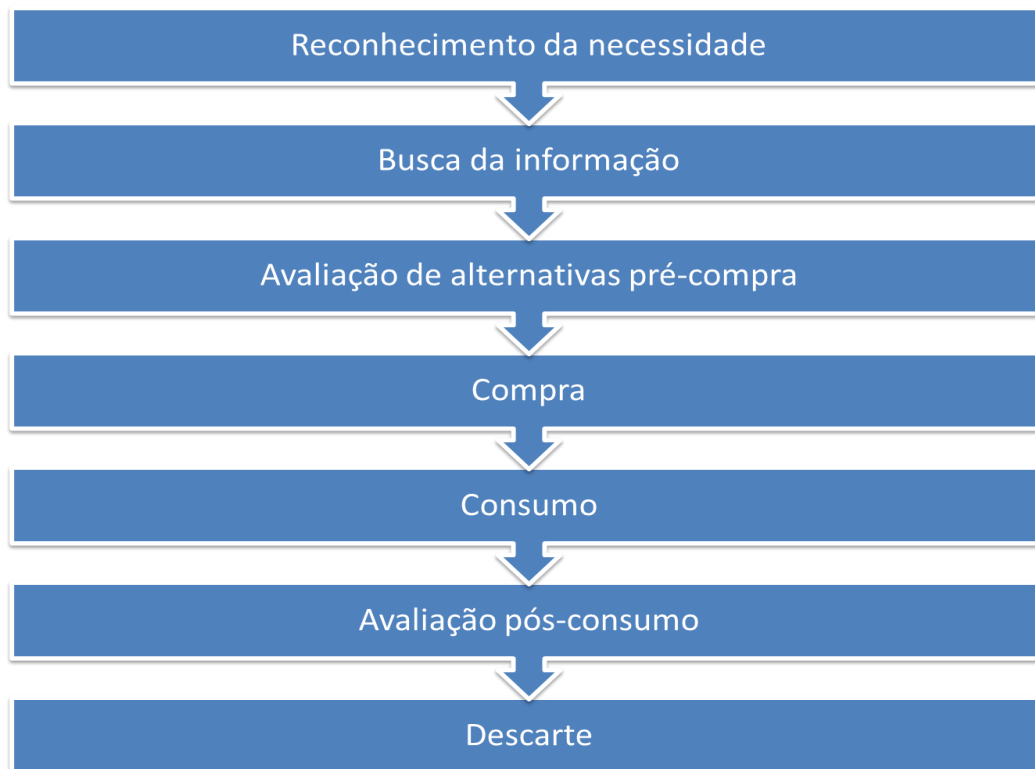 Reconhecimento da necessidade
Busca da informação
Avaliação de alternativas pré-compra
Compra
Consumo
Avaliação pós-consumo
Descarte